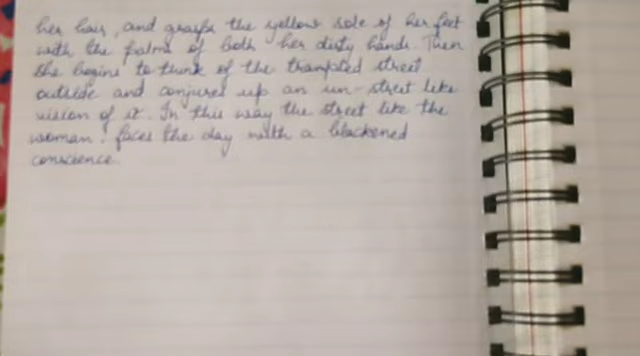 her hair, and grasps the yellow sole of her feet
with the palms of both her dirty hands. Then
she begins to think of the trampled street
outside and conjures up an un-street like
vision of it. In this way the street like the
woman, faces the day with a blackened
conscience.